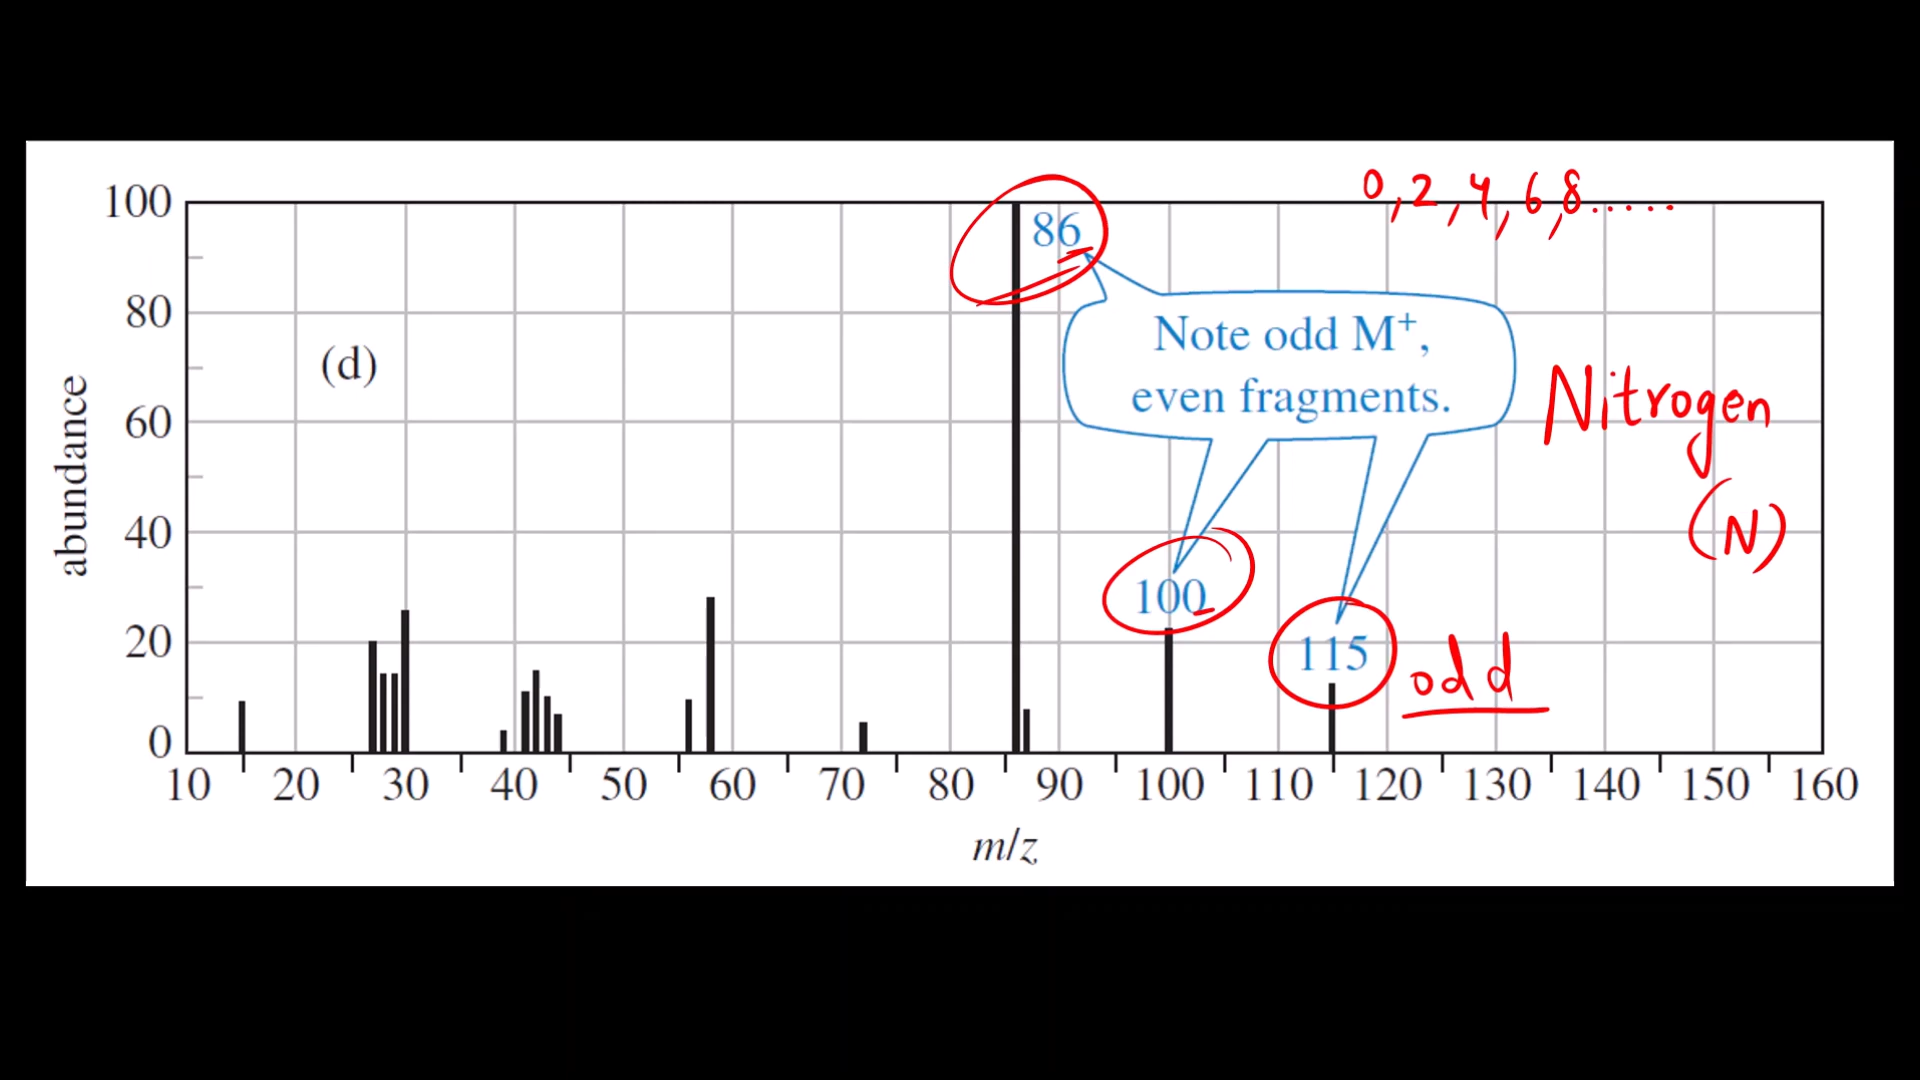 0, 2, 4, 6, 8.....
100
86
80
(d)
Note odd M+,
even fragments.
Nitrogen
60
abundance
(N)
40
100
20
115
odd
0
10 20 30 40 50 60 70 80 90 100 110 120 130 140 150 160
m/z